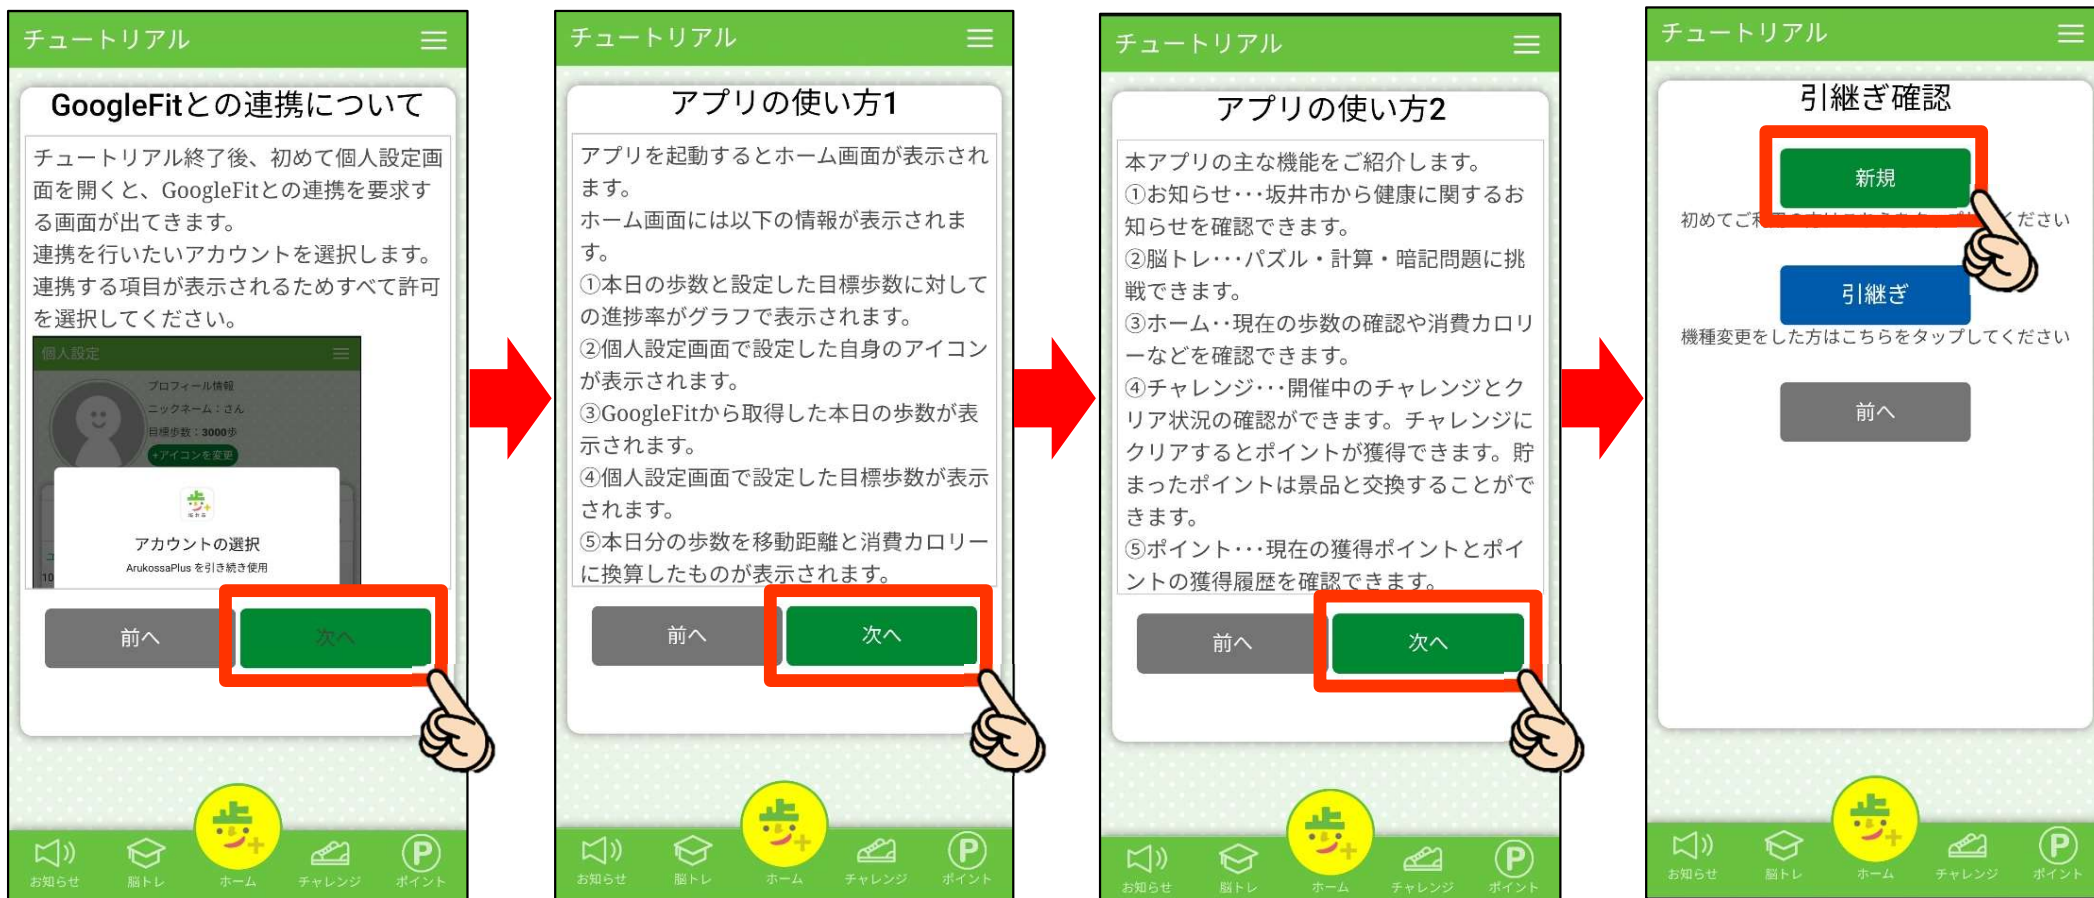 チュートリアル
GoogleFitとの連携について
チュートリアル終了後、初めて個人設定画
面を開くと、GoogleFitとの連携を要求す
る画面が出てきます。
連携を行いたいアカウントを選択します。
連携する項目が表示されるためすべて許可
を選択してください。
個人設定
プロフィール情報
ニックネーム：さん
目標歩数：3000歩
+アイコンを変更
アカウントの選択
ArukossaPlus を引き続き使用
10
前へ
次へ
お知らせ
脳トレ
ホーム
チャレンジ
ポイント
チュートリアル
アプリの使い方1
アプリを起動するとホーム画面が表示され
ます。
ホーム画面には以下の情報が表示されま
す。
①本日の歩数と設定した目標歩数に対して
の進捗率がグラフで表示されます。
②個人設定画面で設定した自身のアイコン
が表示されます。
③GoogleFitから取得した本日の歩数が表
示されます。
④個人設定画面で設定した目標歩数が表示
されます。
⑤本日分の歩数を移動距離と消費カロリー
に換算したものが表示されます。
前へ
次へ
お知らせ
脳トレ
ホーム
チャレンジ
ポイント
チュートリアル
アプリの使い方2
本アプリの主な機能をご紹介します。
①お知らせ･･･坂井市から健康に関するお
知らせを確認できます。
②脳トレ･･･パズル・計算・暗記問題に挑
戦できます。
③ホーム･･現在の歩数の確認や消費カロリ
ーなどを確認できます。
④チャレンジ･･･開催中のチャレンジとク
リア状況の確認ができます。チャレンジに
クリアするとポイントが獲得できます。貯
まったポイントは景品と交換することがで
きます。
⑤ポイント･･･現在の獲得ポイントとポイ
ントの獲得履歴を確認できます。
前へ
次へ
お知らせ
脳トレ
ホーム
チャレンジ
ポイント
チュートリアル
引継ぎ確認
新規
初めてご利用の方はこちらをタップしてください
引継ぎ
機種変更をした方はこちらをタップしてください
前へ
お知らせ
脳トレ
ホーム
チャレンジ
ポイント